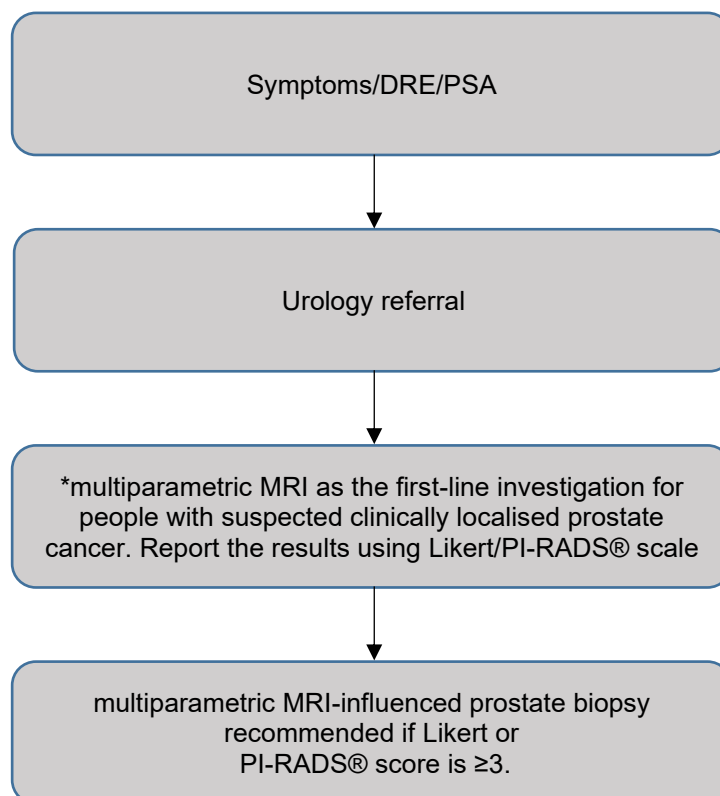 Symptoms/DRE/PSA
Urology referral
*multiparametric MRI as the first-line investigation for
people with suspected clinically localised prostate
cancer. Report the results using Likert/PI-RADS® scale
multiparametric MRI-influenced prostate biopsy
recommended if Likert or
PI-RADS® score is ≥3.